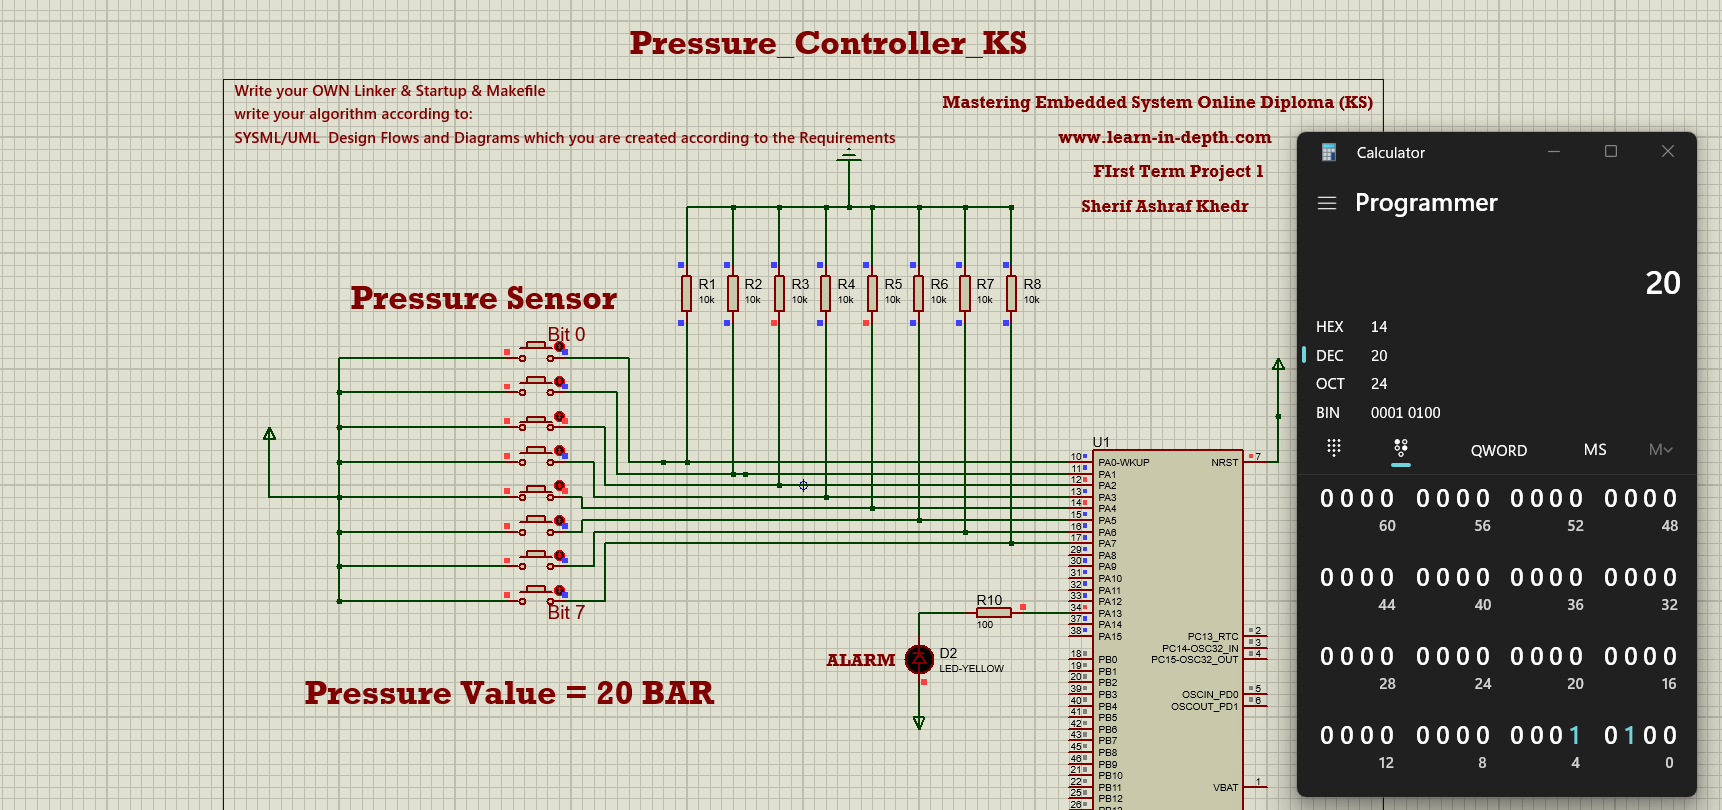 Pressure_Controller_KS
Write your OWN Linker & Startup & Makefile
write your algorithm according to:
SYSML/UML  Design Flows and Diagrams which you are created according to the Requirements
Mastering Embedded System Online Diploma (KS)
www.learn-in-depth.com
FIrst Term Project 1
Sherif Ashraf Khedr
R1 R2 R3 R4 R5 R6 R7 R8
10k 10k 10k 10k 10k 10k 10k 10k
Pressure Sensor
Bit 0
Bit 7
U1
10 PA0-WKUP NRST 7
11 PA1
12 PA2
13 PA3
14 PA4
15 PA5
16 PA6
17 PA7
29 PA8
30 PA9
31 PA10
32 PA11
33 PA12
34 PA13
37 PA14
38 PA15 PC13_RTC 2
PC14-OSC32_IN 3
18 PB0 PC15-OSC32_OUT 4
19 PB1
20 PB2
39 PB3 OSCIN_PD0 5
40 PB4 OSCOUT_PD1 6
41 PB5
42 PB6
43 PB7
45 PB8
46 PB9
21 PB10
22 PB11 VBAT 1
25 PB12
26
R10
100
ALARM
D2
LED-YELLOW
Pressure Value = 20 BAR
Calculator
Programmer
20
HEX 14
DEC 20
OCT 24
BIN 0001 0100
QWORD MS M
0000 0000 0000 0000
60 56 52 48
0000 0000 0000 0000
44 40 36 32
0000 0000 0000 0000
28 24 20 16
0000 0000 0001 0100
12 8 4 0